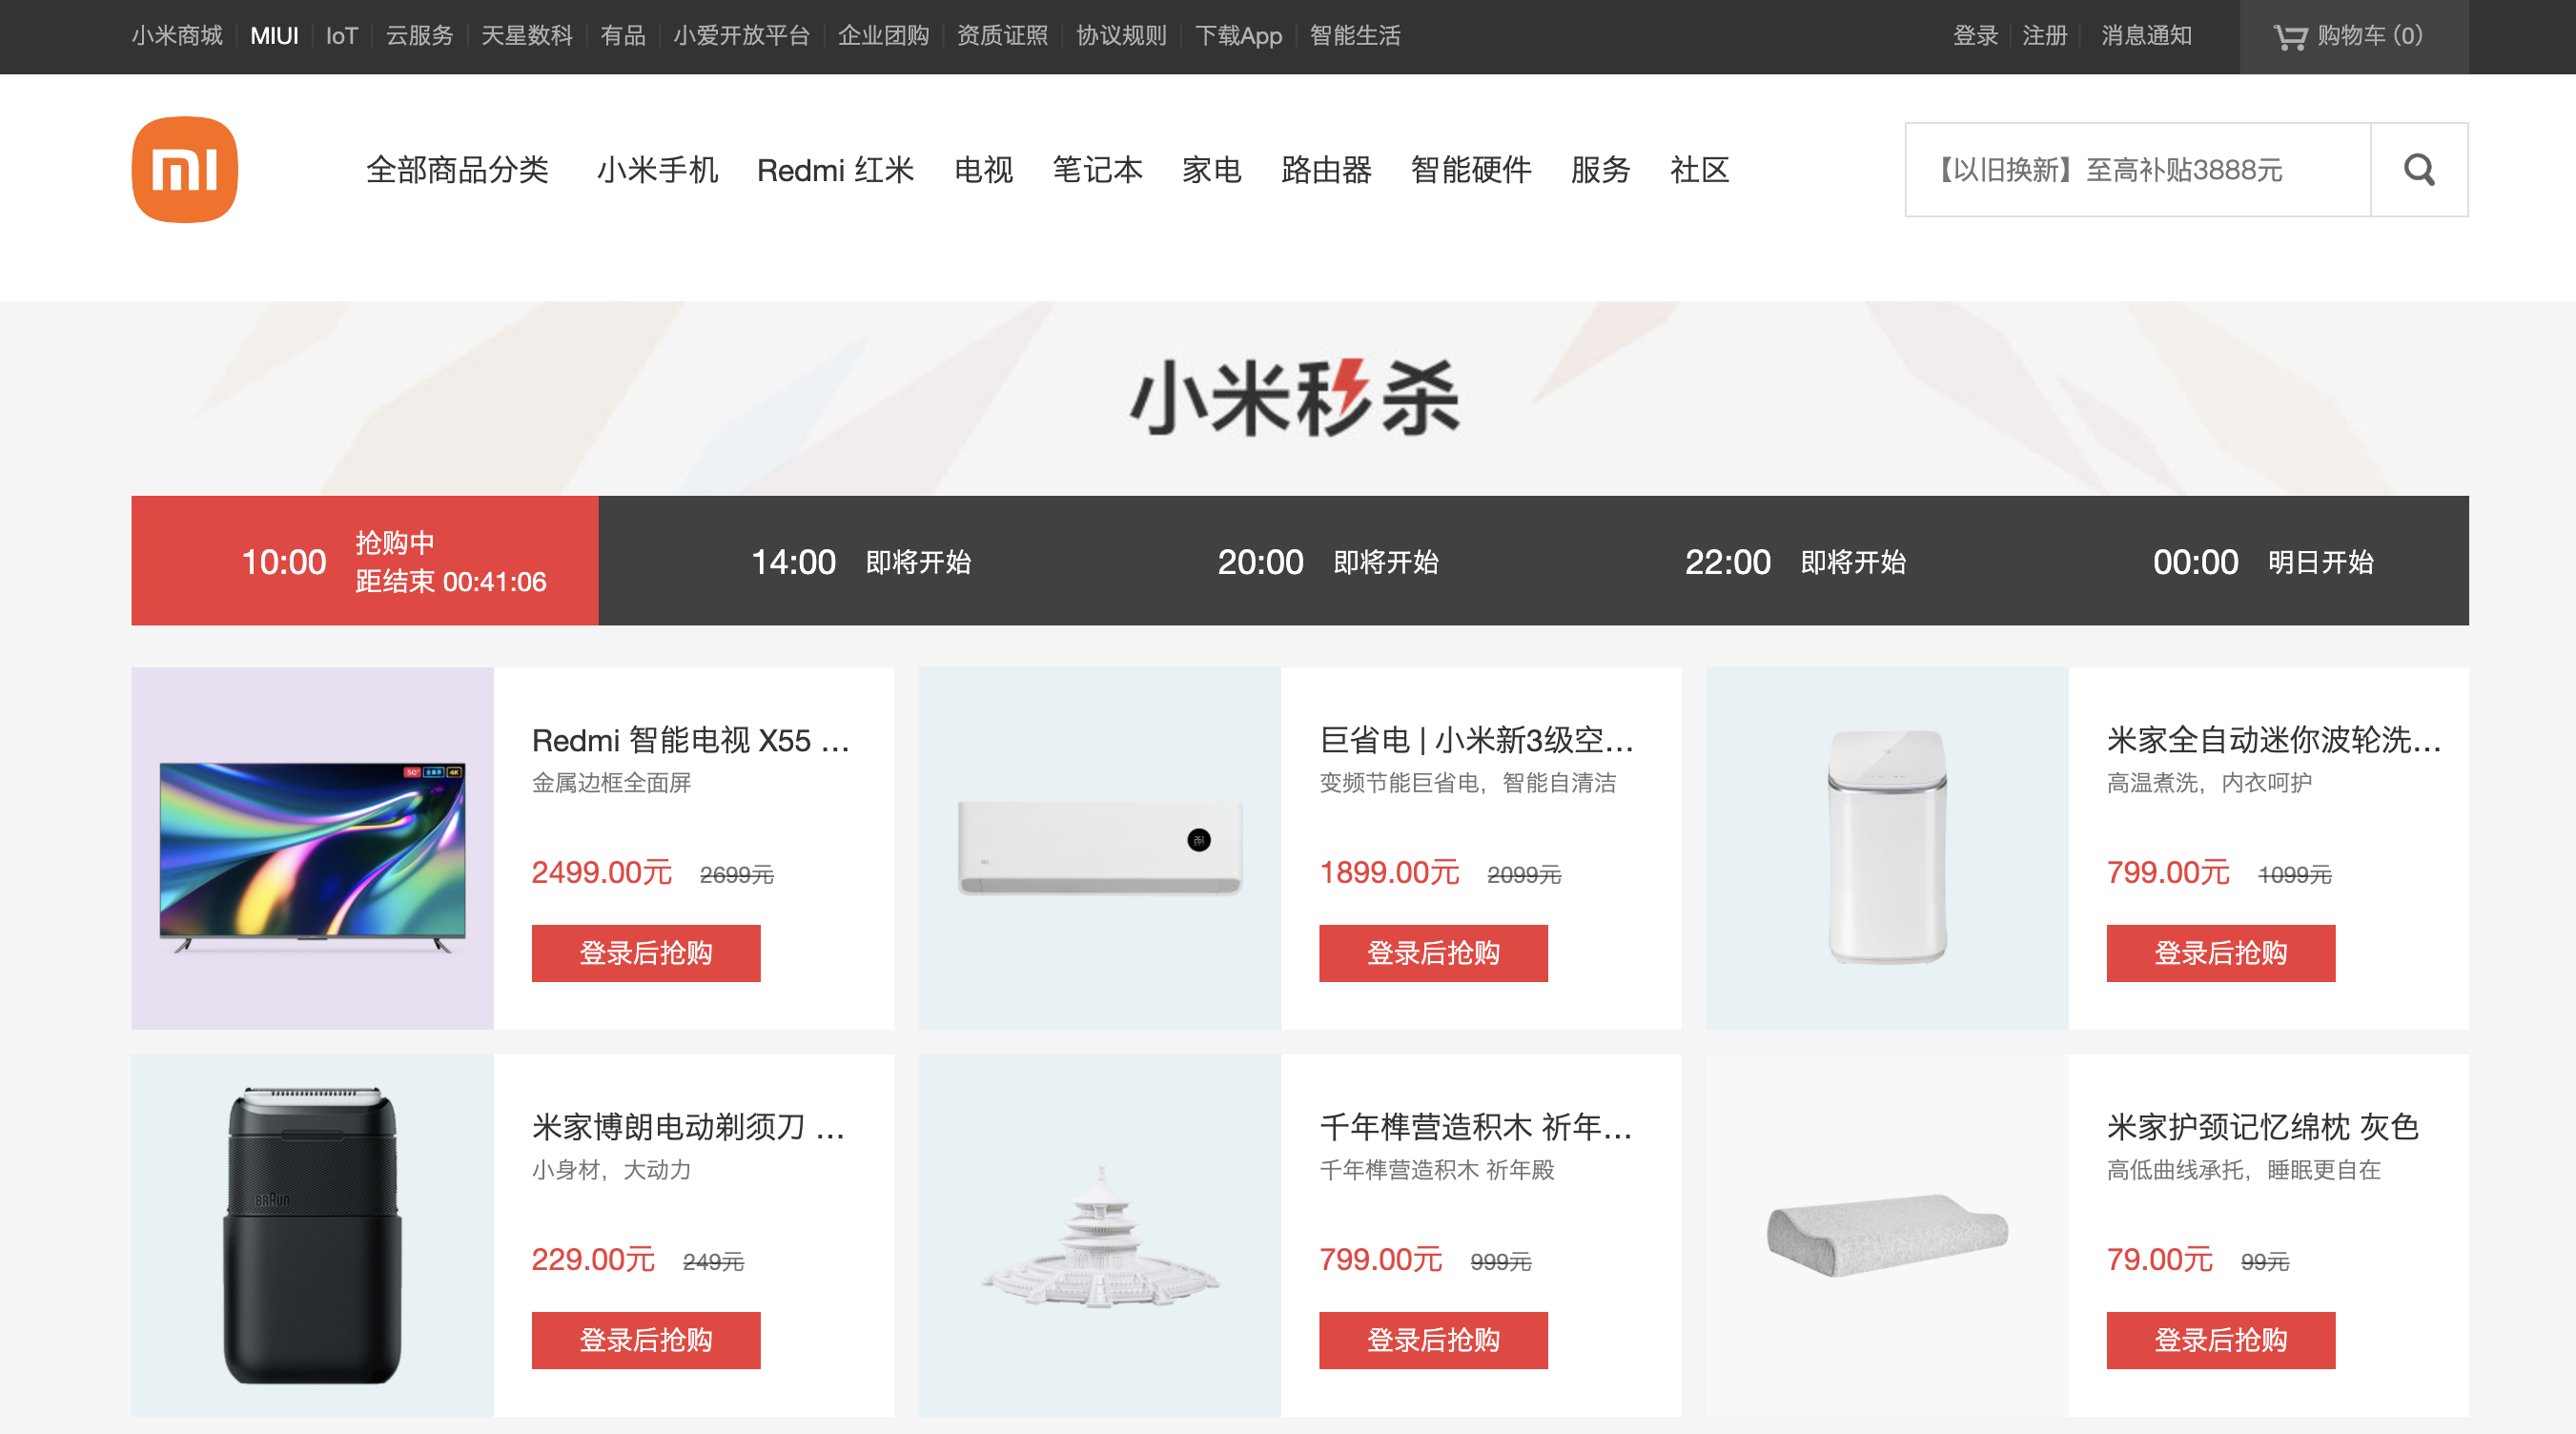 小米商城 MIUI IoT 云服务 天星数科 有品 小爱开放平台 企业团购 资质证照 协议规则 下载App 智能生活 登录 注册 消息通知 购物车 (0)
mi 全部商品分类 小米手机 Redmi 红米 电视 笔记本 家电 路由器 智能硬件 服务 社区 【以旧换新】至高补贴3888元
小米秒杀
10:00 抢购中
距结束 00:41:06
14:00 即将开始
20:00 即将开始
22:00 即将开始
00:00 明日开始
50" 全面屏 4K
Redmi 智能电视 X55 ...
金属边框全面屏
2499.00元 2699元
登录后抢购
巨省电 | 小米新3级空...
变频节能巨省电，智能自清洁
1899.00元 2099元
登录后抢购
米家全自动迷你波轮洗...
高温煮洗，内衣呵护
799.00元 1099元
登录后抢购
BRAUN
米家博朗电动剃须刀 ...
小身材，大动力
229.00元 249元
登录后抢购
千年榫营造积木 祈年...
千年榫营造积木 祈年殿
799.00元 999元
登录后抢购
米家护颈记忆绵枕 灰色
高低曲线承托，睡眠更自在
79.00元 99元
登录后抢购